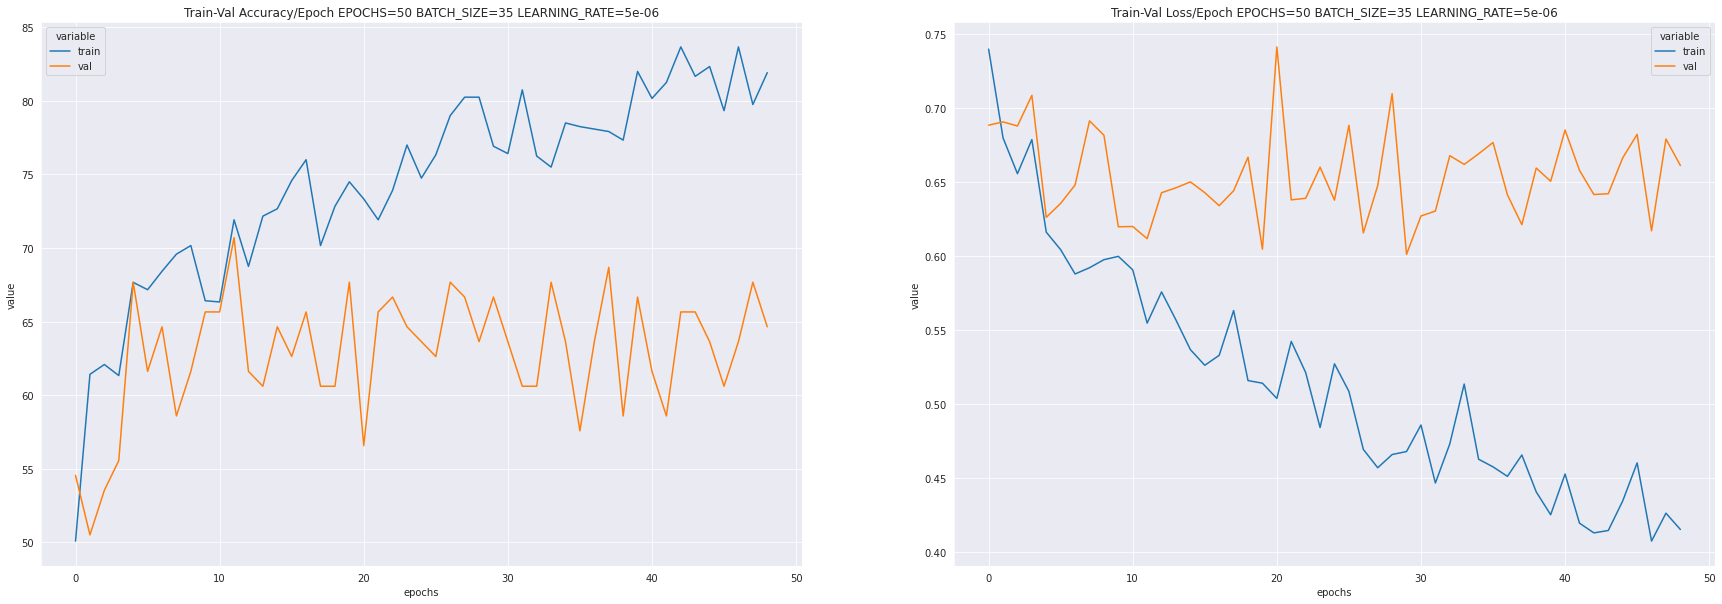 Train-Val Accuracy/Epoch EPOCHS=50 BATCH_SIZE=35 LEARNING_RATE=5e-06
variable
train
val
85
80
75
70
65
60
55
50
value
0 10 20 30 40 50
epochs
Train-Val Loss/Epoch EPOCHS=50 BATCH_SIZE=35 LEARNING_RATE=5e-06
variable
train
val
0.75
0.70
0.65
0.60
0.55
0.50
0.45
0.40
value
0 10 20 30 40 50
epochs